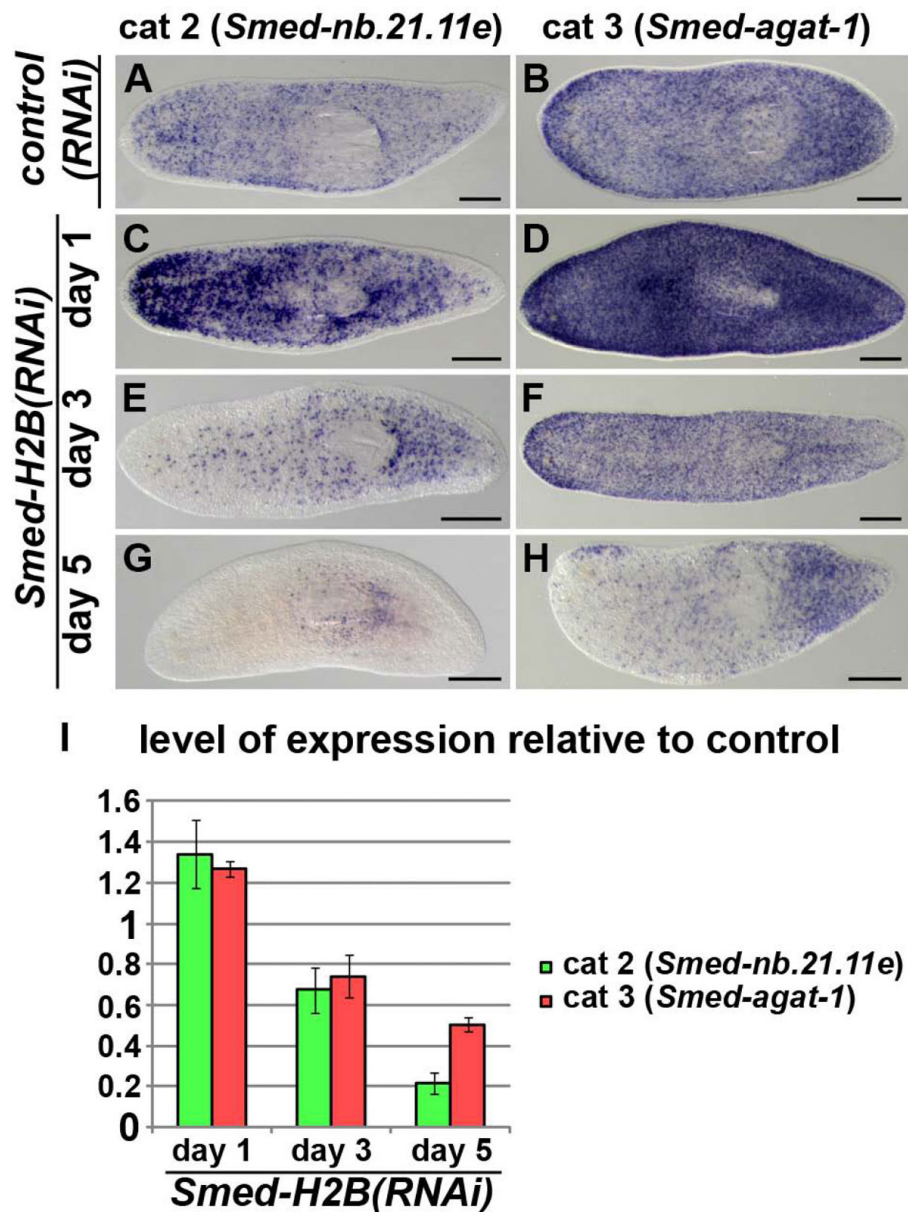 cat 2 (Smed-nb.21.11e)
cat 3 (Smed-agat-1)
control
(RNAi)
A
B
Smed-H2B(RNAi)
day 1
C
D
day 3
E
F
day 5
G
H
I level of expression relative to control
1.6
1.4
1.2
1
0.8
0.6
0.4
0.2
0
day 1 day 3 day 5
Smed-H2B(RNAi)
cat 2 (Smed-nb.21.11e)
cat 3 (Smed-agat-1)